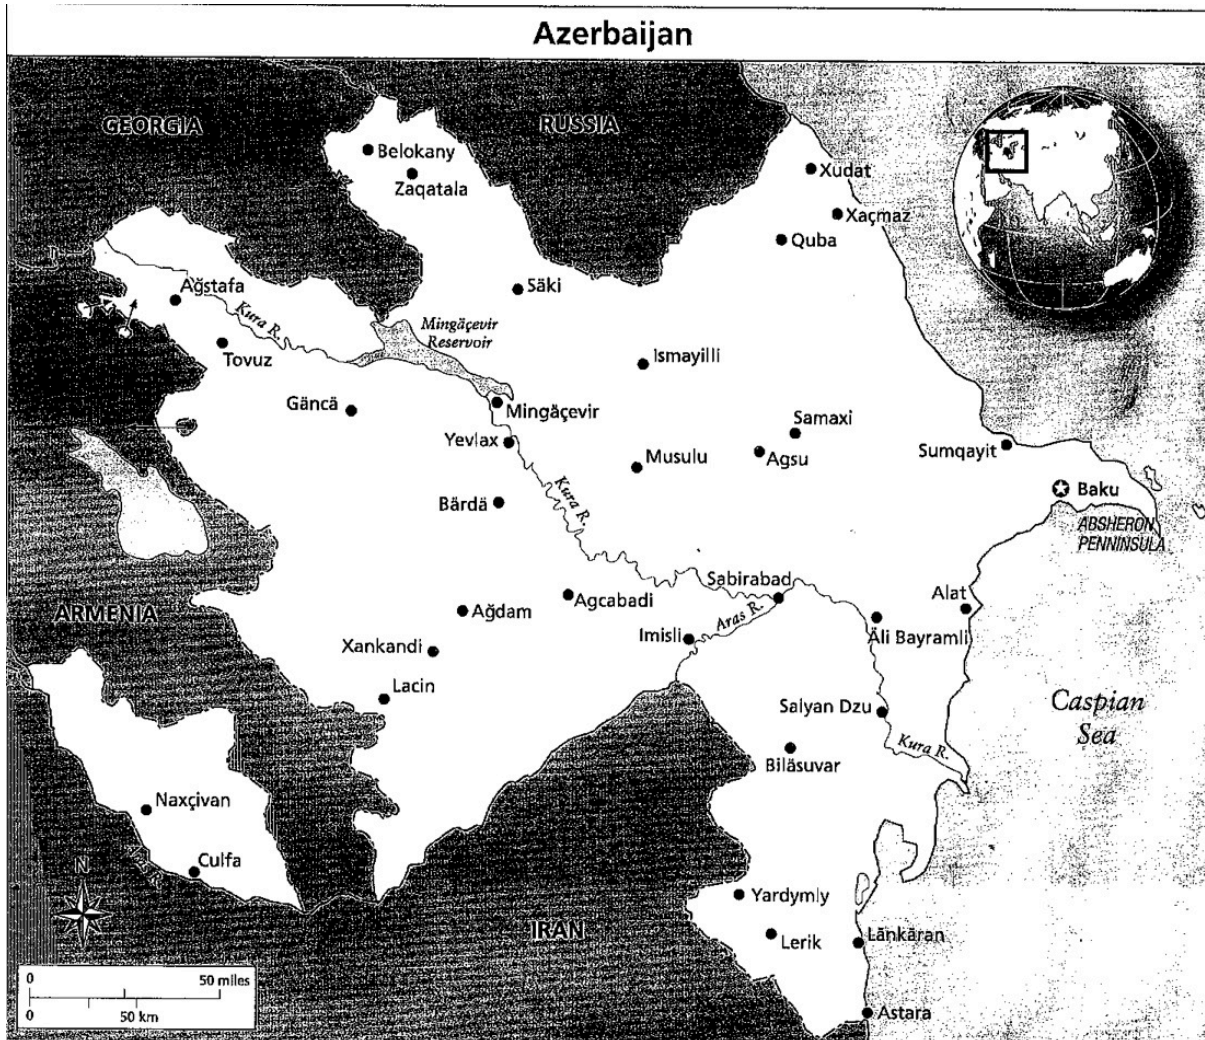 Azerbaijan
GEORGIA
RUSSIA
Belokany
Zaqatala
Xudat
Xaçmaz
Quba
Ağstafa
Säki
Kura R.
Mingäçevir
Reservoir
Tovuz
Ismayilli
Gäncä
Mingäçevir
Samaxi
Yevlax
Agsu
Sumqayit
Musulu
Baku
Bärdä
Kura R.
ABSHERON
PENNINSULA
Sabirabad
Alat
ARMENIA
Ağdam
Agcabadi
Aras R.
Imisli
Äli Bayramli
Xankandi
Lacin
Salyan Dzu
Caspian
Sea
Kura R.
Biläsuvar
Naxçivan
Culfa
N
Yardymly
IRAN
Lerik
Länkäran
0 50 miles
0 50 km
Astara